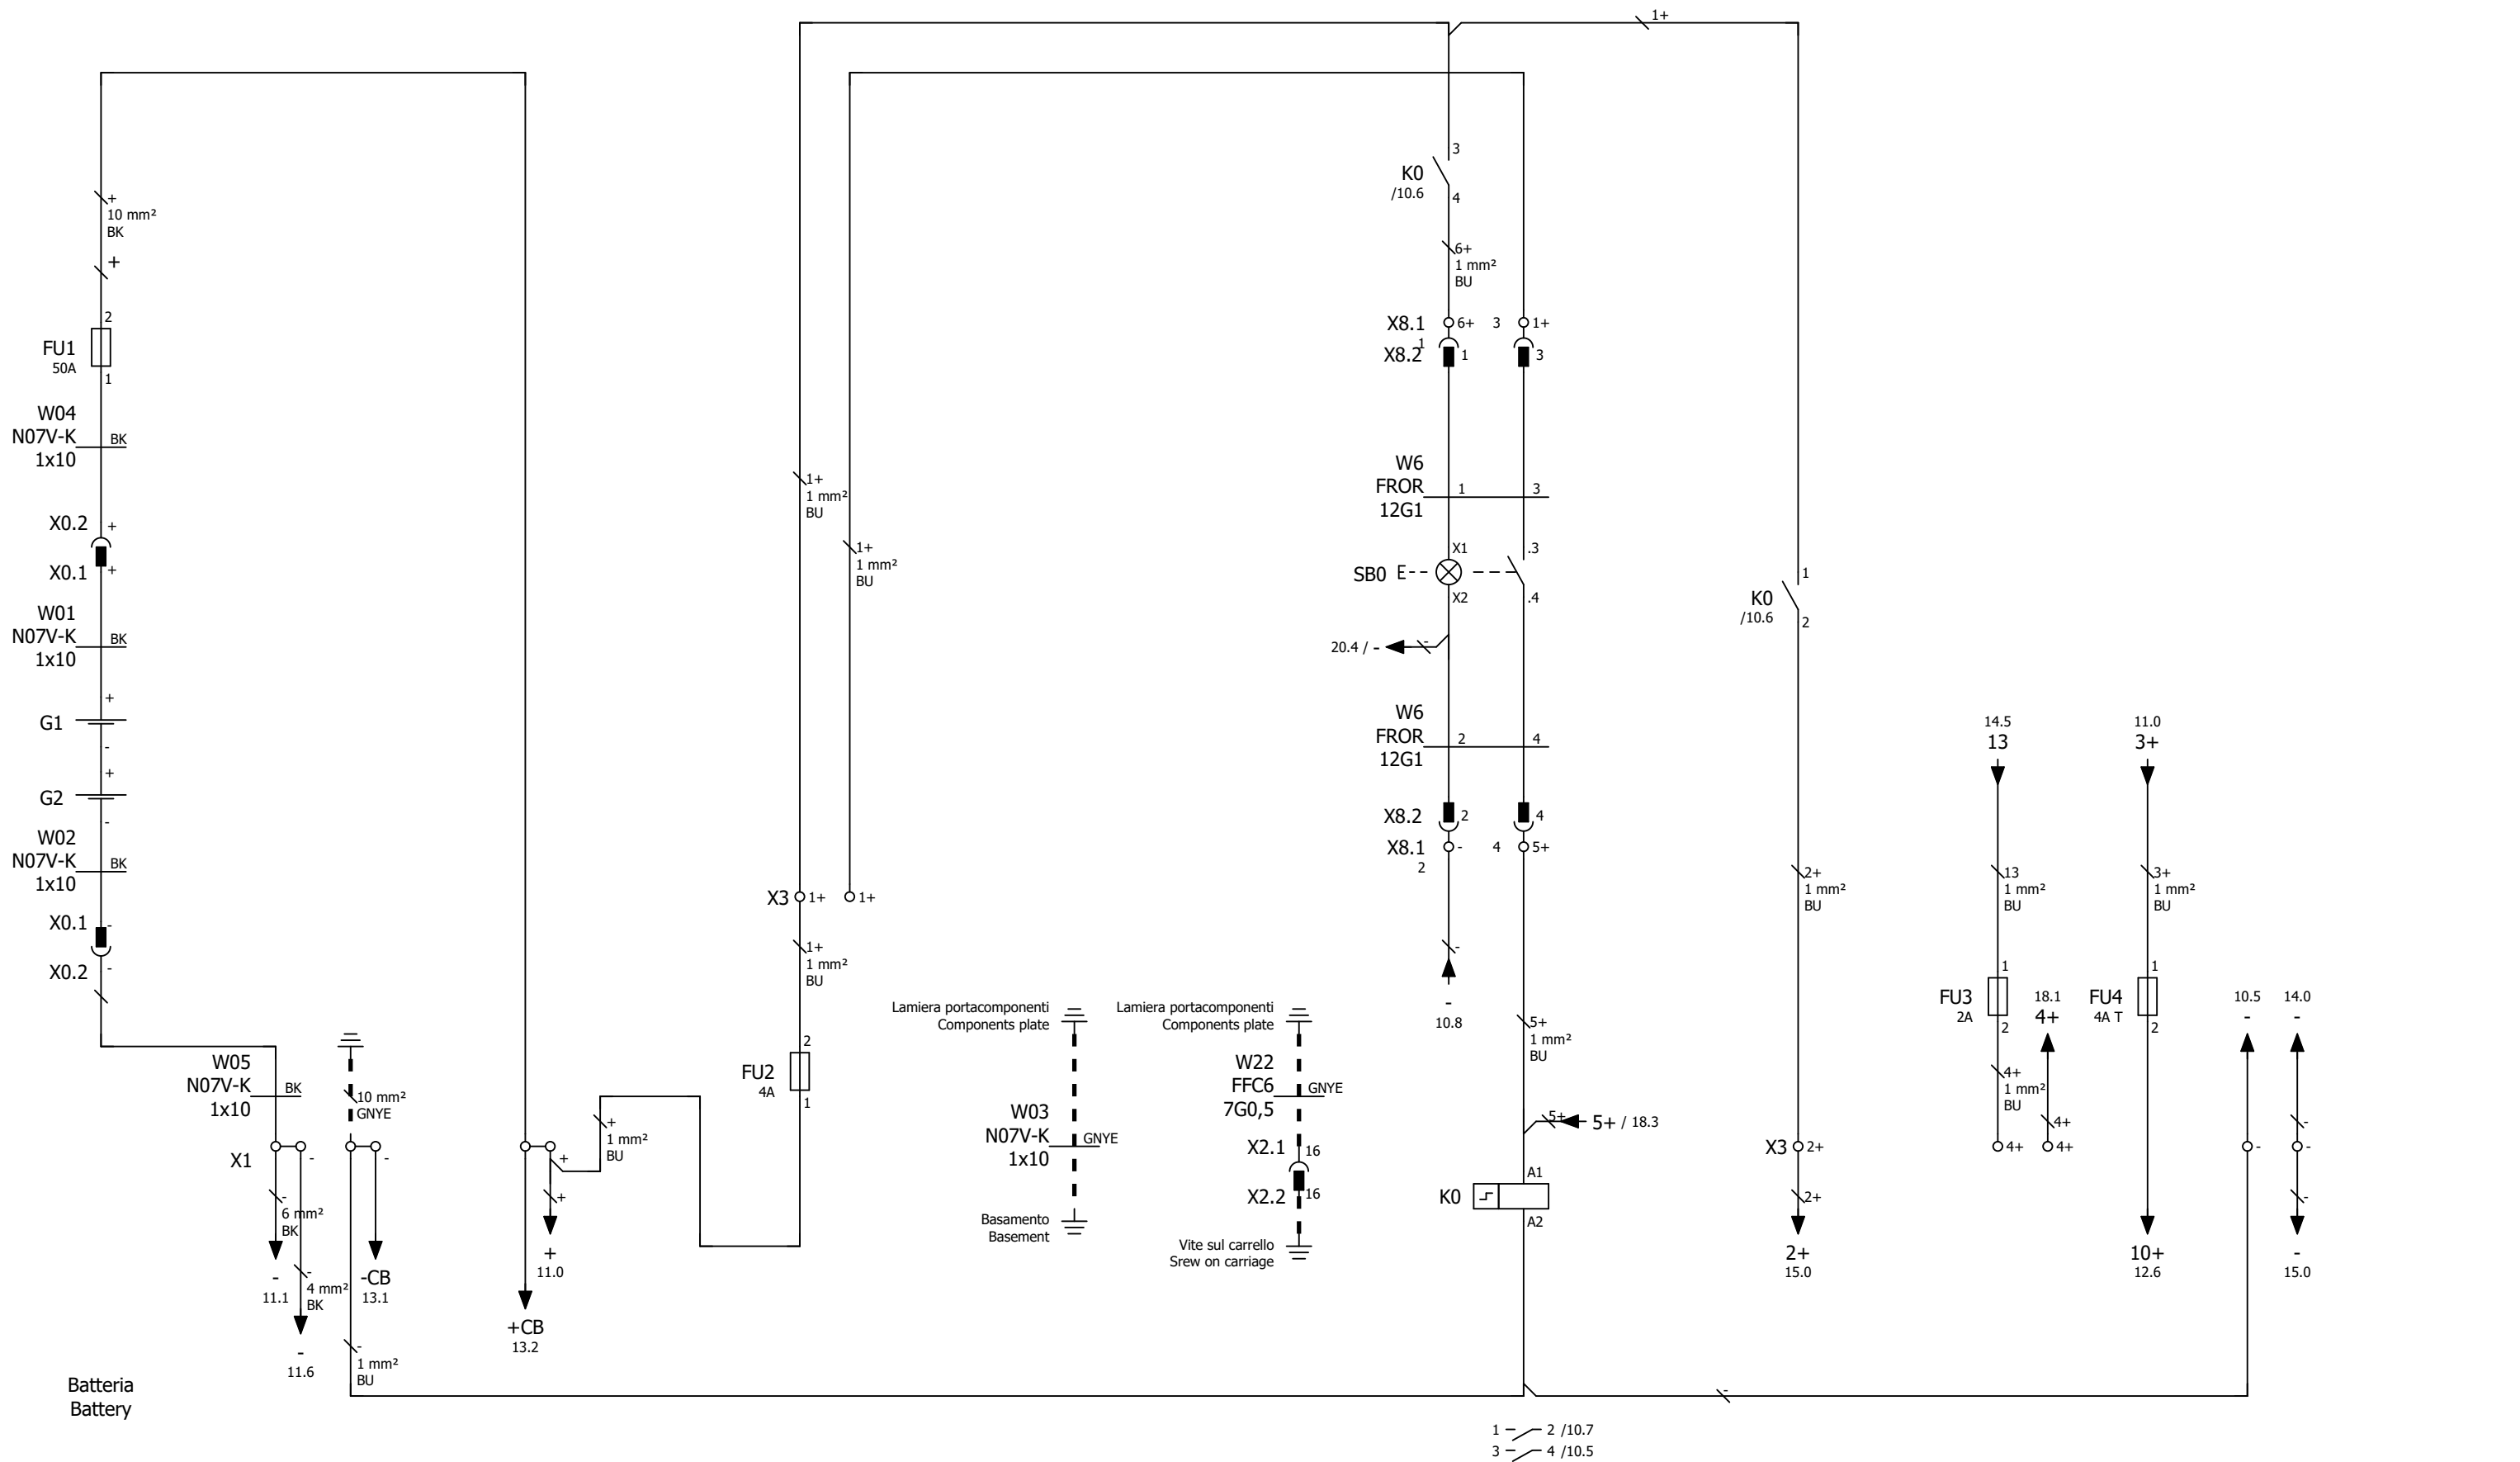 1+
+
10 mm²
BK
+
2
FU1
50A
1
W04
N07V-K
1x10
BK
X0.2
+
X0.1
+
W01
N07V-K
1x10
BK
+
G1
-
+
G2
-
W02
N07V-K
1x10
BK
X0.1
-
X0.2
-
W05
N07V-K
1x10
BK
10 mm²
GNYE
X1
-
-
-
6 mm²
BK
-
11.1
-
4 mm²
BK
-
11.6
-CB
13.1
-
1 mm²
BU
Batteria
Battery
+
+
+
11.0
+CB
13.2
+
1 mm²
BU
1+
1 mm²
BU
1+
1 mm²
BU
X3
1+
1+
1+
1 mm²
BU
2
FU2
4A
1
Lamiera portacomponenti
Components plate
W03
N07V-K
1x10
GNYE
Basamento
Basement
Lamiera portacomponenti
Components plate
W22
FFC6
7G0,5
GNYE
X2.1
16
X2.2
16
Vite sul carrello
Srew on carriage
3
K0
/10.6
4
6+
1 mm²
BU
X8.1
6+
3
1+
1
X8.2
1
3
W6
FROR
12G1
1
3
X1
.3
SB0
E
X2
.4
20.4 / -
-
W6
FROR
12G1
2
4
X8.2
2
4
X8.1
-
4
5+
2
-
-
10.8
5+
1 mm²
BU
5+
5+ / 18.3
A1
K0
A2
-
1
2 /10.7
3
4 /10.5
1
K0
/10.6
2
2+
1 mm²
BU
X3
2+
2+
2+
15.0
14.5
13
13
1 mm²
BU
1
FU3
2A
2
4+
1 mm²
BU
4+
18.1
4+
4+
4+
11.0
3+
3+
1 mm²
BU
1
FU4
4A T
2
10+
12.6
10.5
-
-
14.0
-
-
-
-
-
15.0